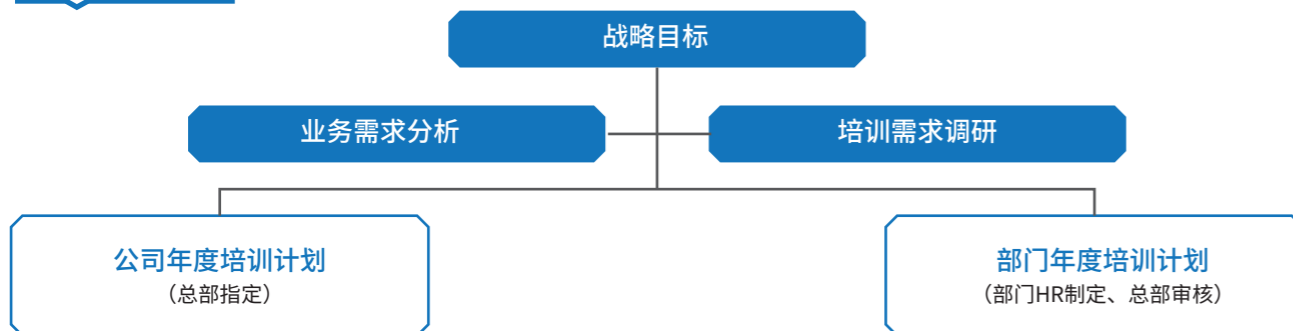 战略目标
业务需求分析
培训需求调研
公司年度培训计划
（总部指定）
部门年度培训计划
（部门HR制定、总部审核）